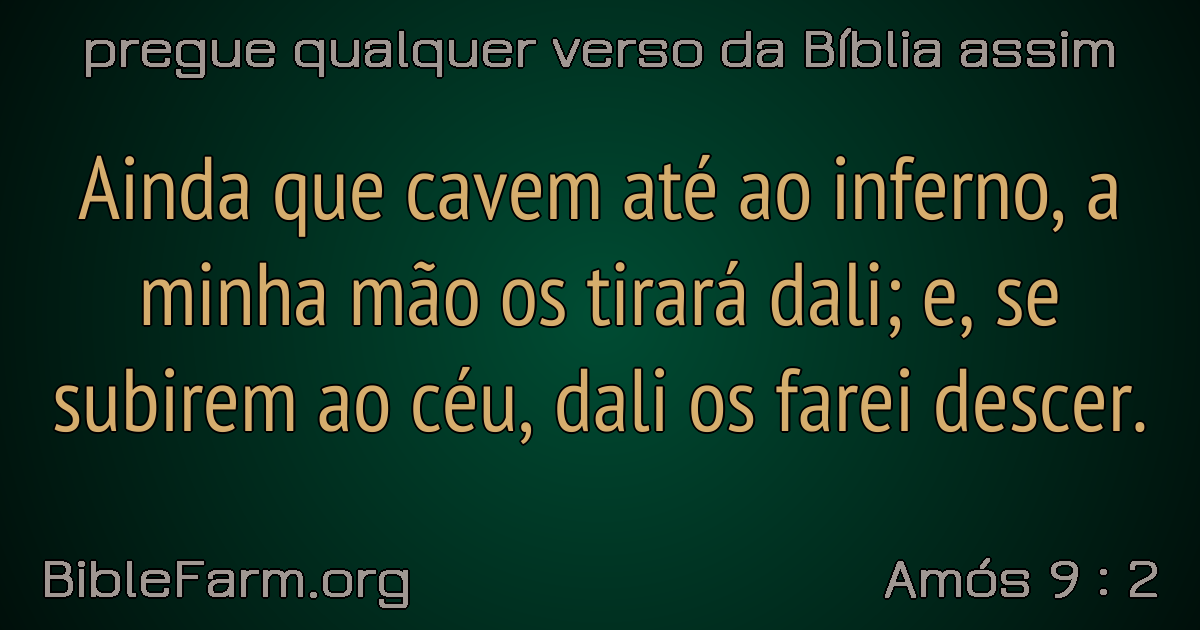 pregue qualquer verso da Bíblia assim
Ainda que cavem até ao inferno, a
minha mão os tirará dali; e, se
subirem ao céu, dali os farei descer.
BibleFarm.org
Amós 9 : 2